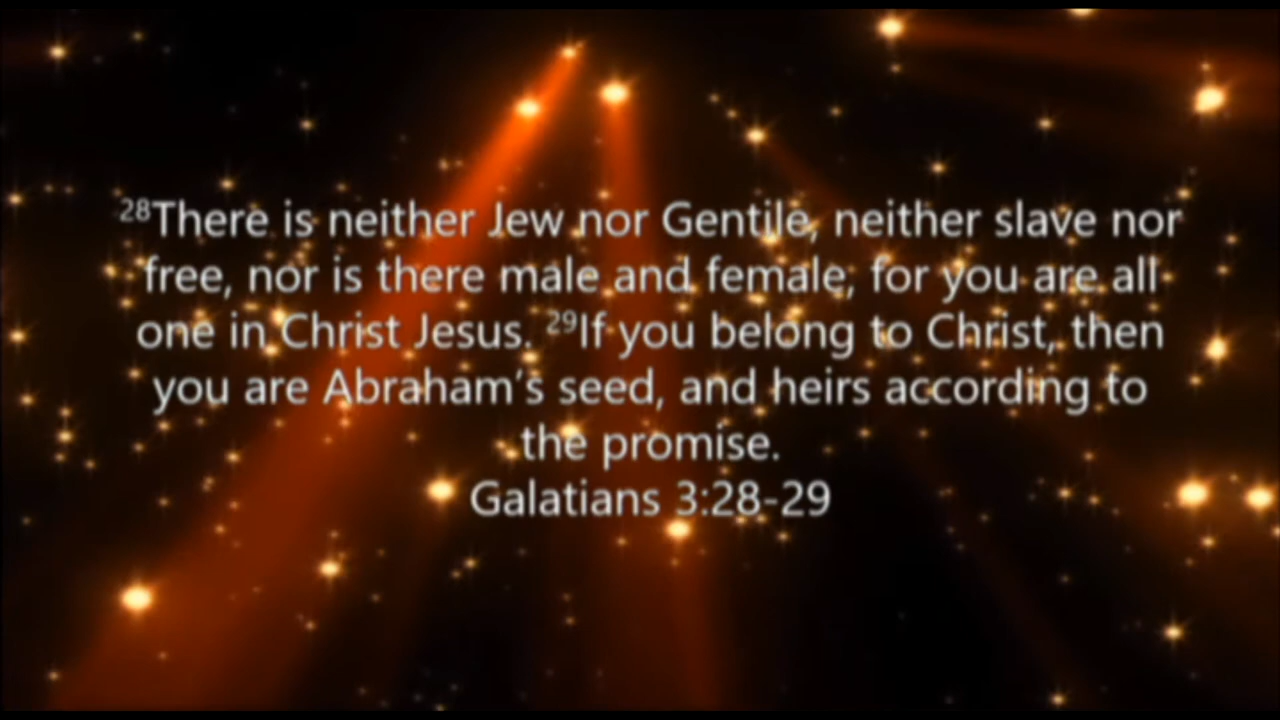 ²⁸There is neither Jew nor Gentile, neither slave nor
free, nor is there male and female, for you are all
one in Christ Jesus. ²⁹If you belong to Christ, then
you are Abraham's seed, and heirs according to
the promise.
Galatians 3:28-29